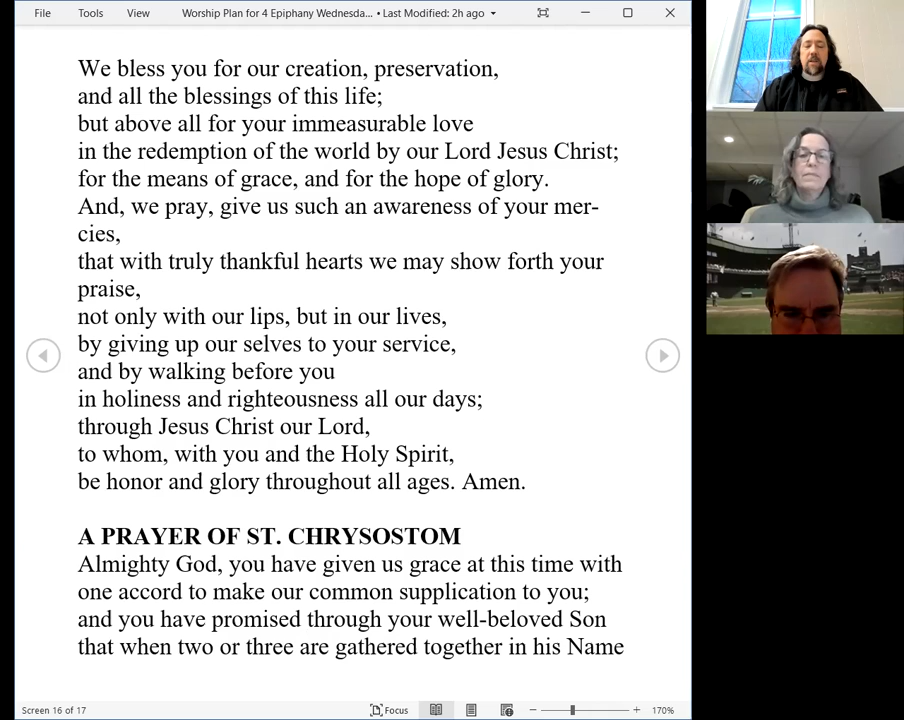 File Tools View Worship Plan for 4 Epiphany Wednesda... • Last Modified: 2h ago
We bless you for our creation, preservation,
and all the blessings of this life;
but above all for your immeasurable love
in the redemption of the world by our Lord Jesus Christ;
for the means of grace, and for the hope of glory.
And, we pray, give us such an awareness of your mer-
cies,
that with truly thankful hearts we may show forth your
praise,
not only with our lips, but in our lives,
by giving up our selves to your service,
and by walking before you
in holiness and righteousness all our days;
through Jesus Christ our Lord,
to whom, with you and the Holy Spirit,
be honor and glory throughout all ages. Amen.
A PRAYER OF ST. CHRYSOSTOM
Almighty God, you have given us grace at this time with
one accord to make our common supplication to you;
and you have promised through your well-beloved Son
that when two or three are gathered together in his Name
Screen 16 of 17 Focus 170%